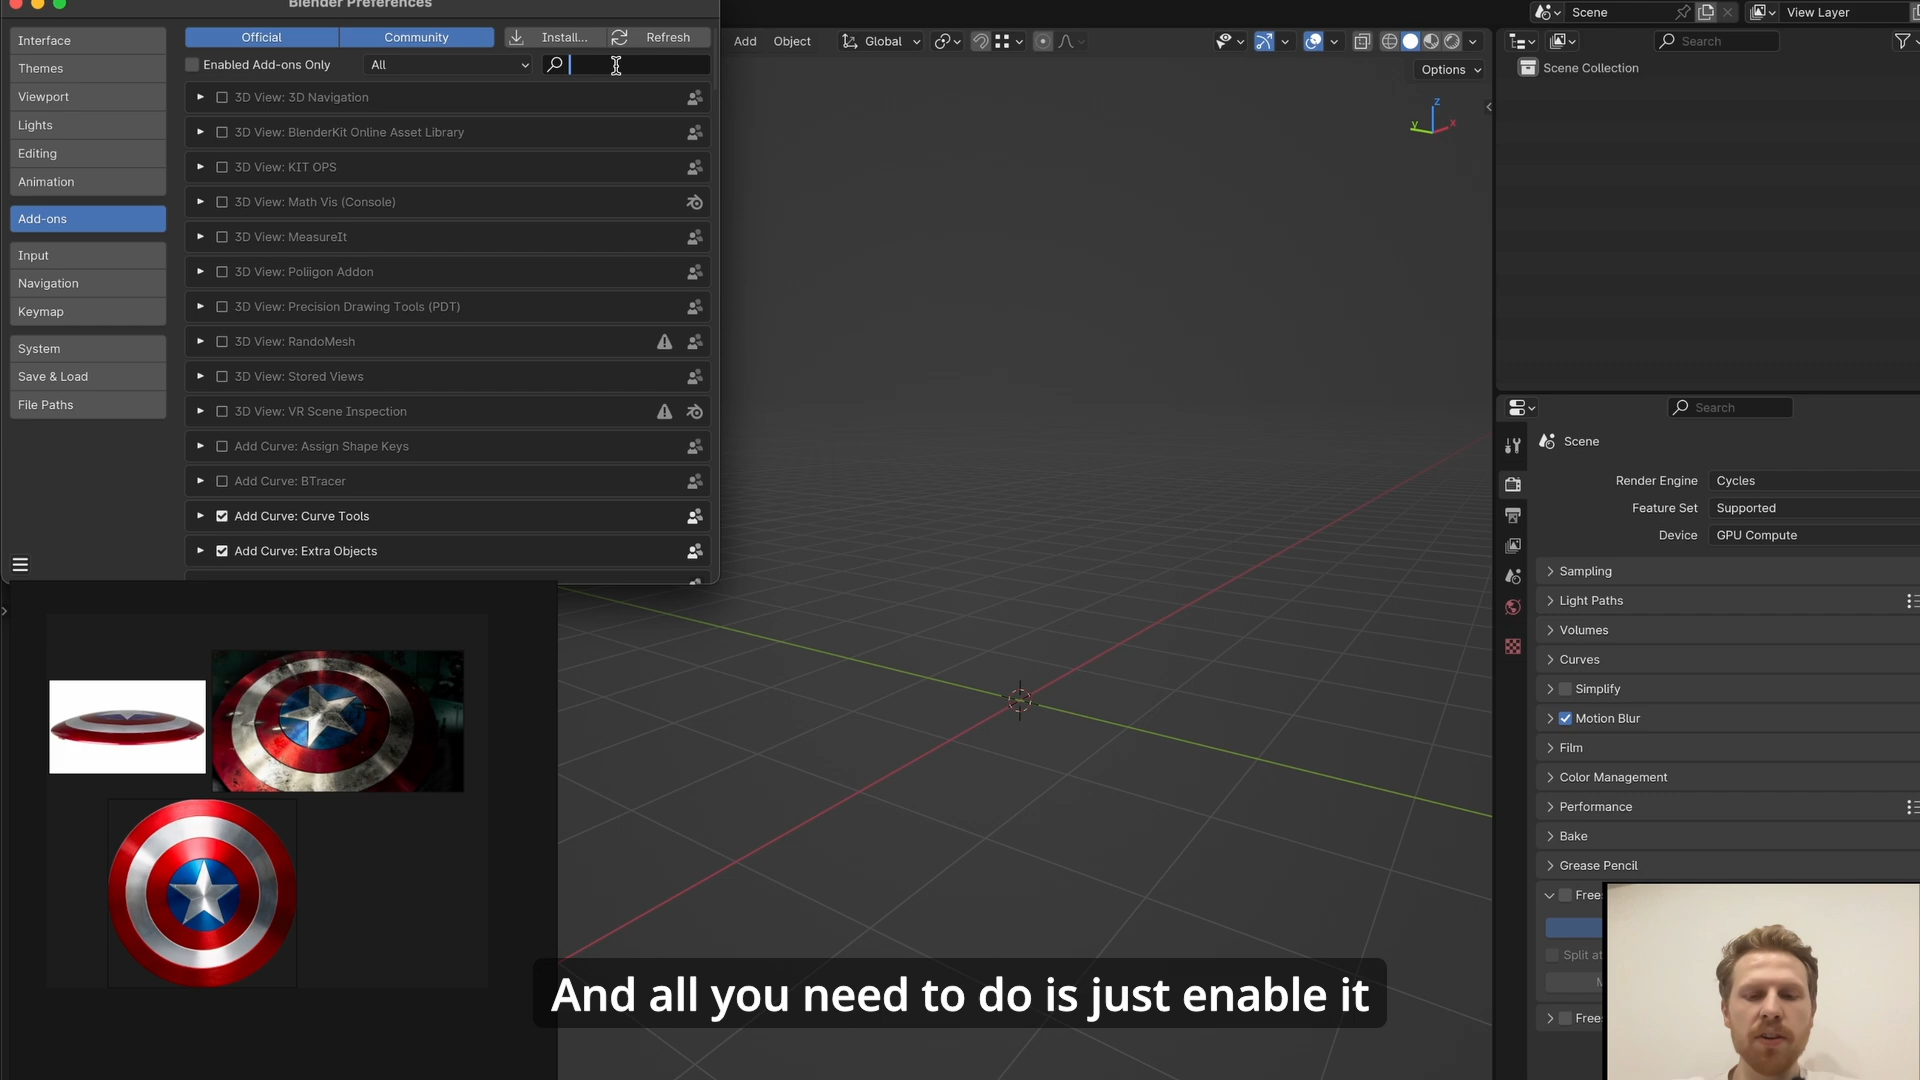 Blender Preferences
Interface
Themes
Viewport
Lights
Editing
Animation
Add-ons
Input
Navigation
Keymap
System
Save & Load
File Paths
Official
Community
Install...
Refresh
Enabled Add-ons Only
All
3D View: 3D Navigation
3D View: BlenderKit Online Asset Library
3D View: KIT OPS
3D View: Math Vis (Console)
3D View: MeasureIt
3D View: Poliigon Addon
3D View: Precision Drawing Tools (PDT)
3D View: RandoMesh
3D View: Stored Views
3D View: VR Scene Inspection
Add Curve: Assign Shape Keys
Add Curve: BTracer
Add Curve: Curve Tools
Add Curve: Extra Objects
Add
Object
Global
Options
Z
Y
X
Scene
View Layer
Search
Scene Collection
Search
Scene
Render Engine
Cycles
Feature Set
Supported
Device
GPU Compute
Sampling
Light Paths
Volumes
Curves
Simplify
Motion Blur
Film
Color Management
Performance
Bake
Grease Pencil
Free
Split a
Free
And all you need to do is just enable it